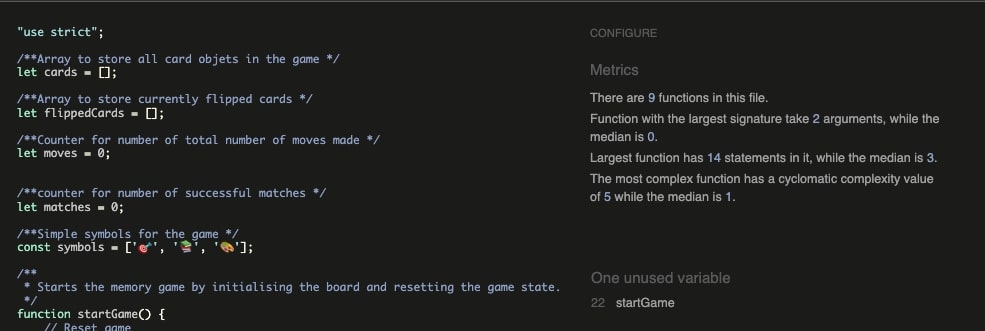 "use strict";
/**Array to store all card objets in the game */
let cards = [];
/**Array to store currently flipped cards */
let flippedCards = [];
/**Counter for number of total number of moves made */
let moves = 0;
/**counter for number of successful matches */
let matches = 0;
/**Simple symbols for the game */
const symbols = ['🎯', '📚', '🎨'];
/**
* Starts the memory game by initialising the board and resetting the game state.
*/
function startGame() {
// Reset game
CONFIGURE
Metrics
There are 9 functions in this file.
Function with the largest signature take 2 arguments, while the
median is 0.
Largest function has 14 statements in it, while the median is 3.
The most complex function has a cyclomatic complexity value
of 5 while the median is 1.
One unused variable
22 startGame